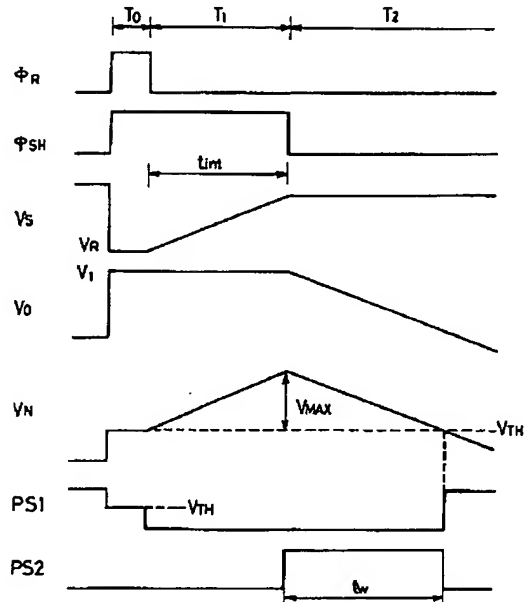 T0 T1 T2
ΦR
ΦSH
tint
VS
VR
V1
V0
VN
VMAX
VTH
PS1
VTH
PS2
tw